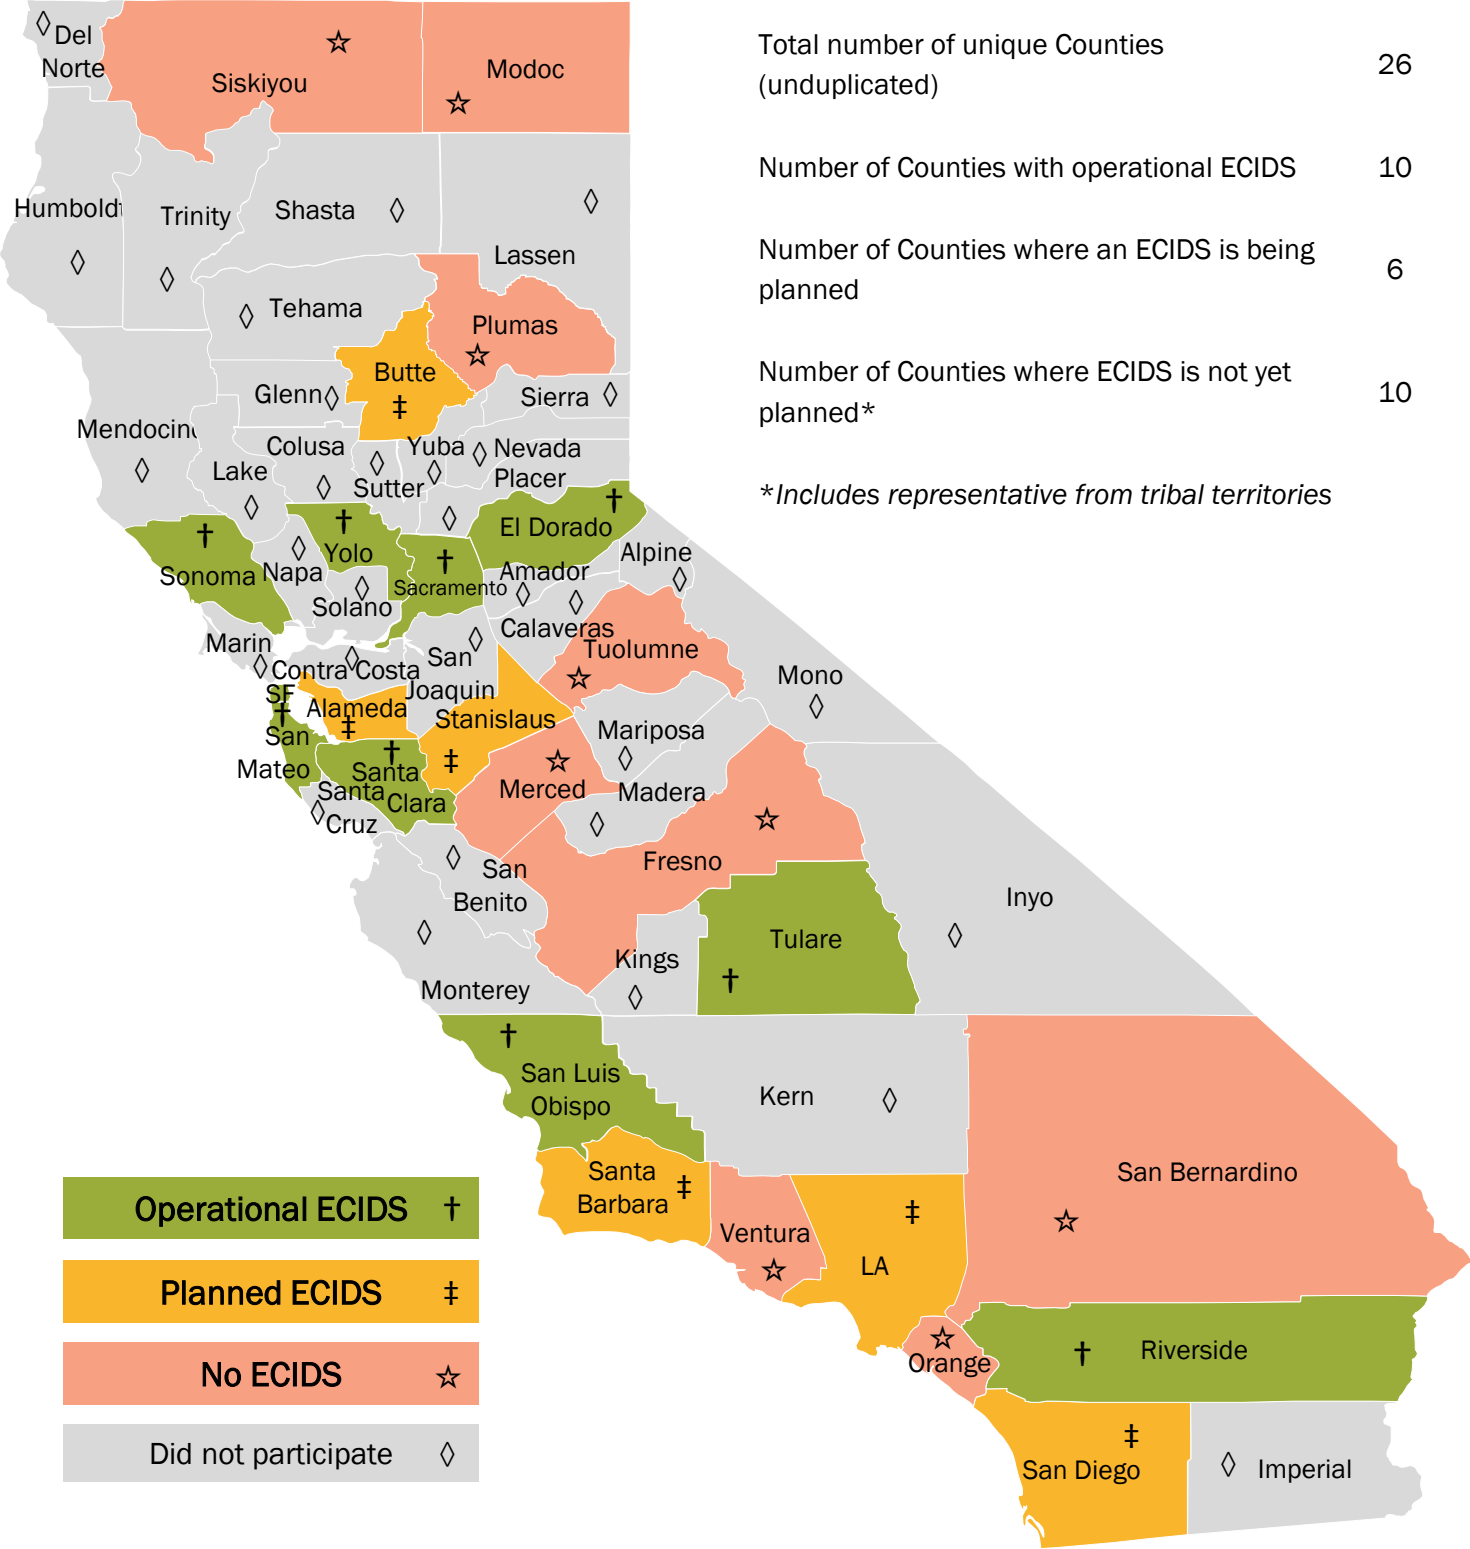 Total number of unique Counties
(unduplicated)
26
Number of Counties with operational ECIDS
10
Number of Counties where an ECIDS is being
planned
6
Number of Counties where ECIDS is not yet
planned*
10
*Includes representative from tribal territories
Del
Norte
Siskiyou ☆
Modoc
☆
Humboldt
Trinity
Shasta ◊
Lassen
Tehama
Plumas
☆
Butte
‡
Glenn◊
Sierra ◊
Mendocino
Colusa
Yuba
Nevada
Lake
Sutter
Placer
†
El Dorado
†
Yolo
†
Sonoma
Napa
Solano
†
Sacramento
Amador
Alpine
Calaveras
Marin
Contra Costa
San
Joaquin
Tuolumne
☆
Mono
SF
†
Alameda
‡
Stanislaus
‡
Mariposa
San
Mateo
†
Santa
Clara
Santa
Cruz
☆
Merced
Madera
☆
Fresno
San
Benito
Inyo
Tulare
†
Kings
Monterey
†
San Luis
Obispo
Kern ◊
Santa
Barbara ‡
Ventura
☆
‡
LA
San Bernardino
☆
☆
Orange
† Riverside
‡
San Diego
◊ Imperial
Operational ECIDS †
Planned ECIDS ‡
No ECIDS ☆
Did not participate ◊